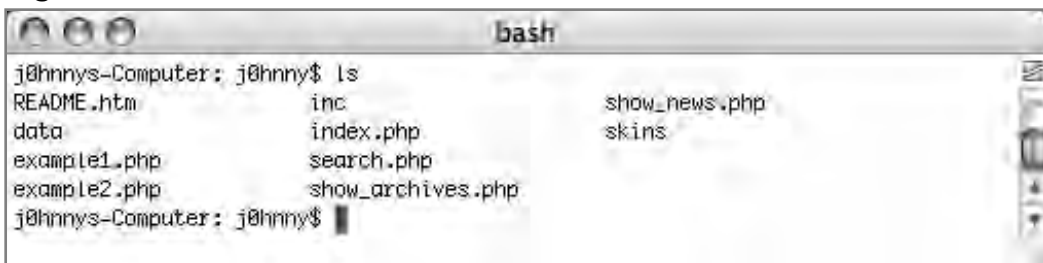 bash
j0hnnys-Computer: j0hnny$ ls
README.htm inc show_news.php
data index.php skins
example1.php search.php
example2.php show_archives.php
j0hnnys-Computer: j0hnny$